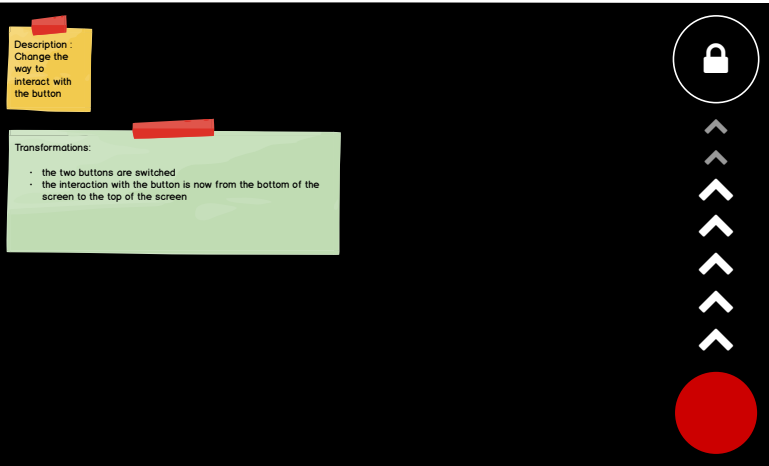 Description :
Change the
way to
interact with
the button
Transformations:
· the two buttons are switched
· the interaction with the button is now from the bottom of the
screen to the top of the screen